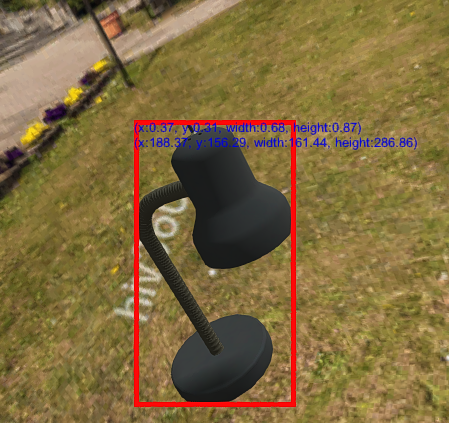 (x:0.37, y:0.31, width:0.68, height:0.87)
(x:188.37, y:156.29, width:161.44, height:286.86)